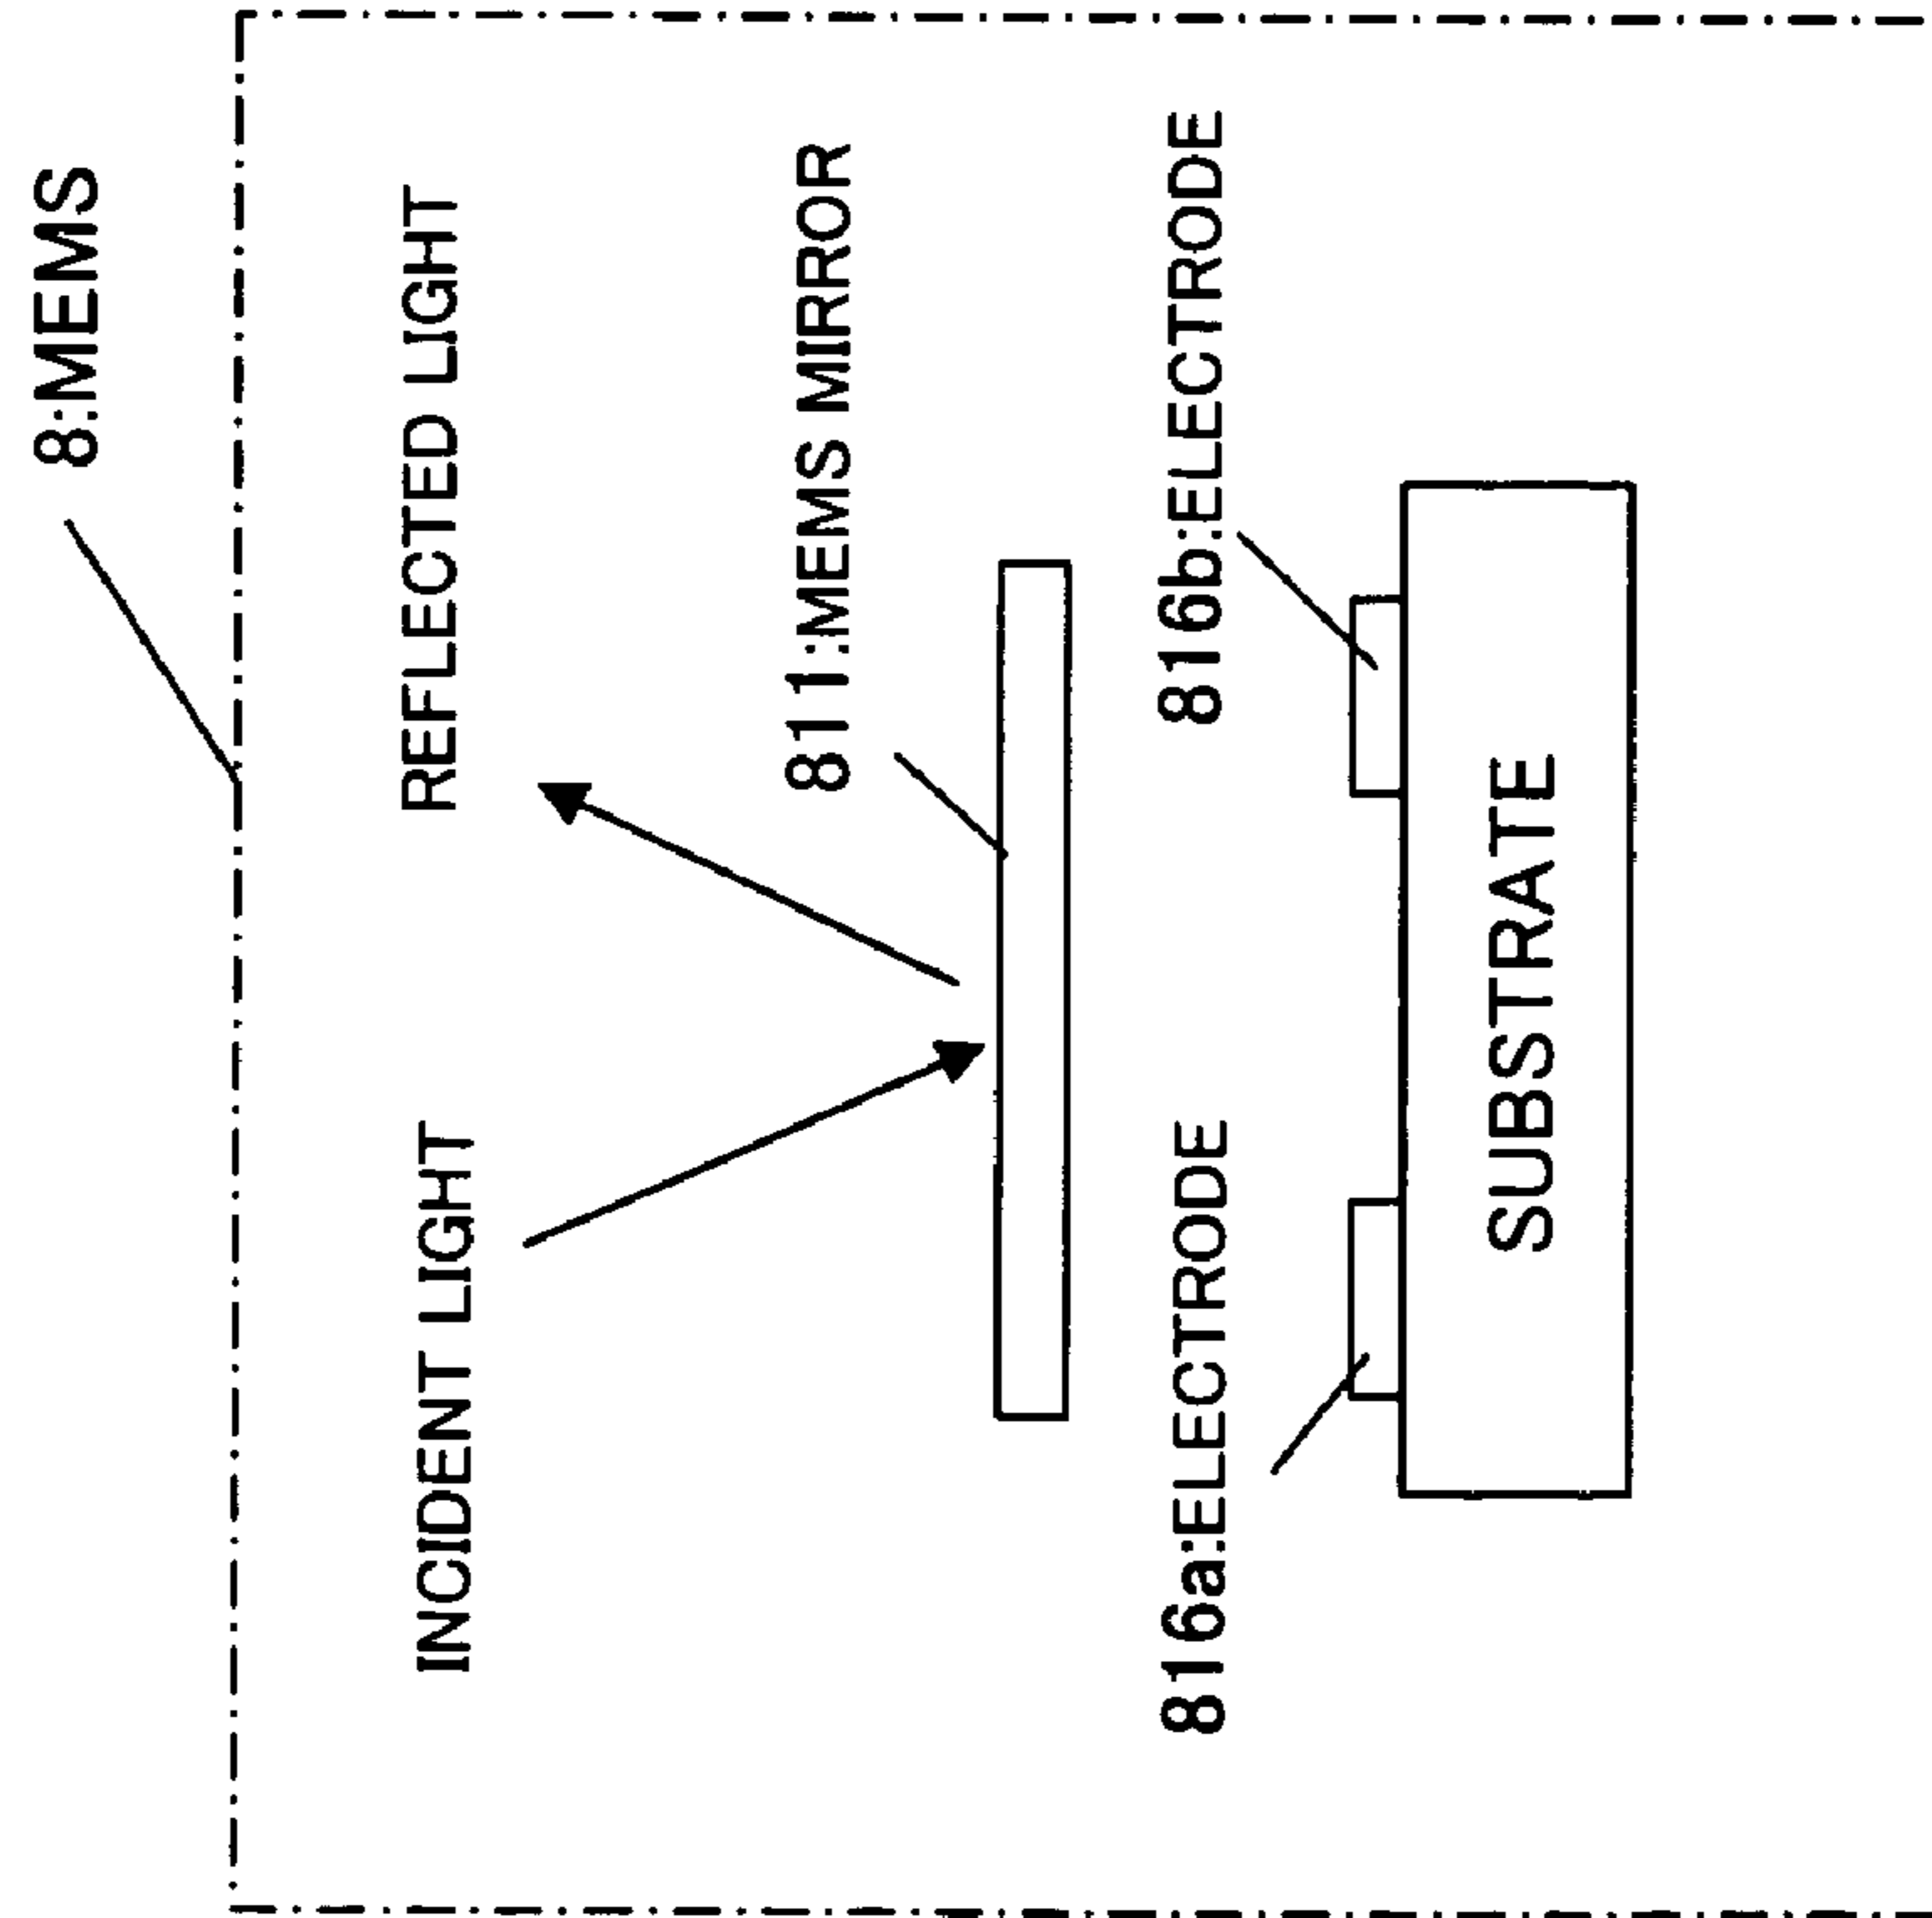 8:MEMS
INCIDENT LIGHT
REFLECTED LIGHT
811:MEMS MIRROR
816a:ELECTRODE
816b:ELECTRODE
SUBSTRATE